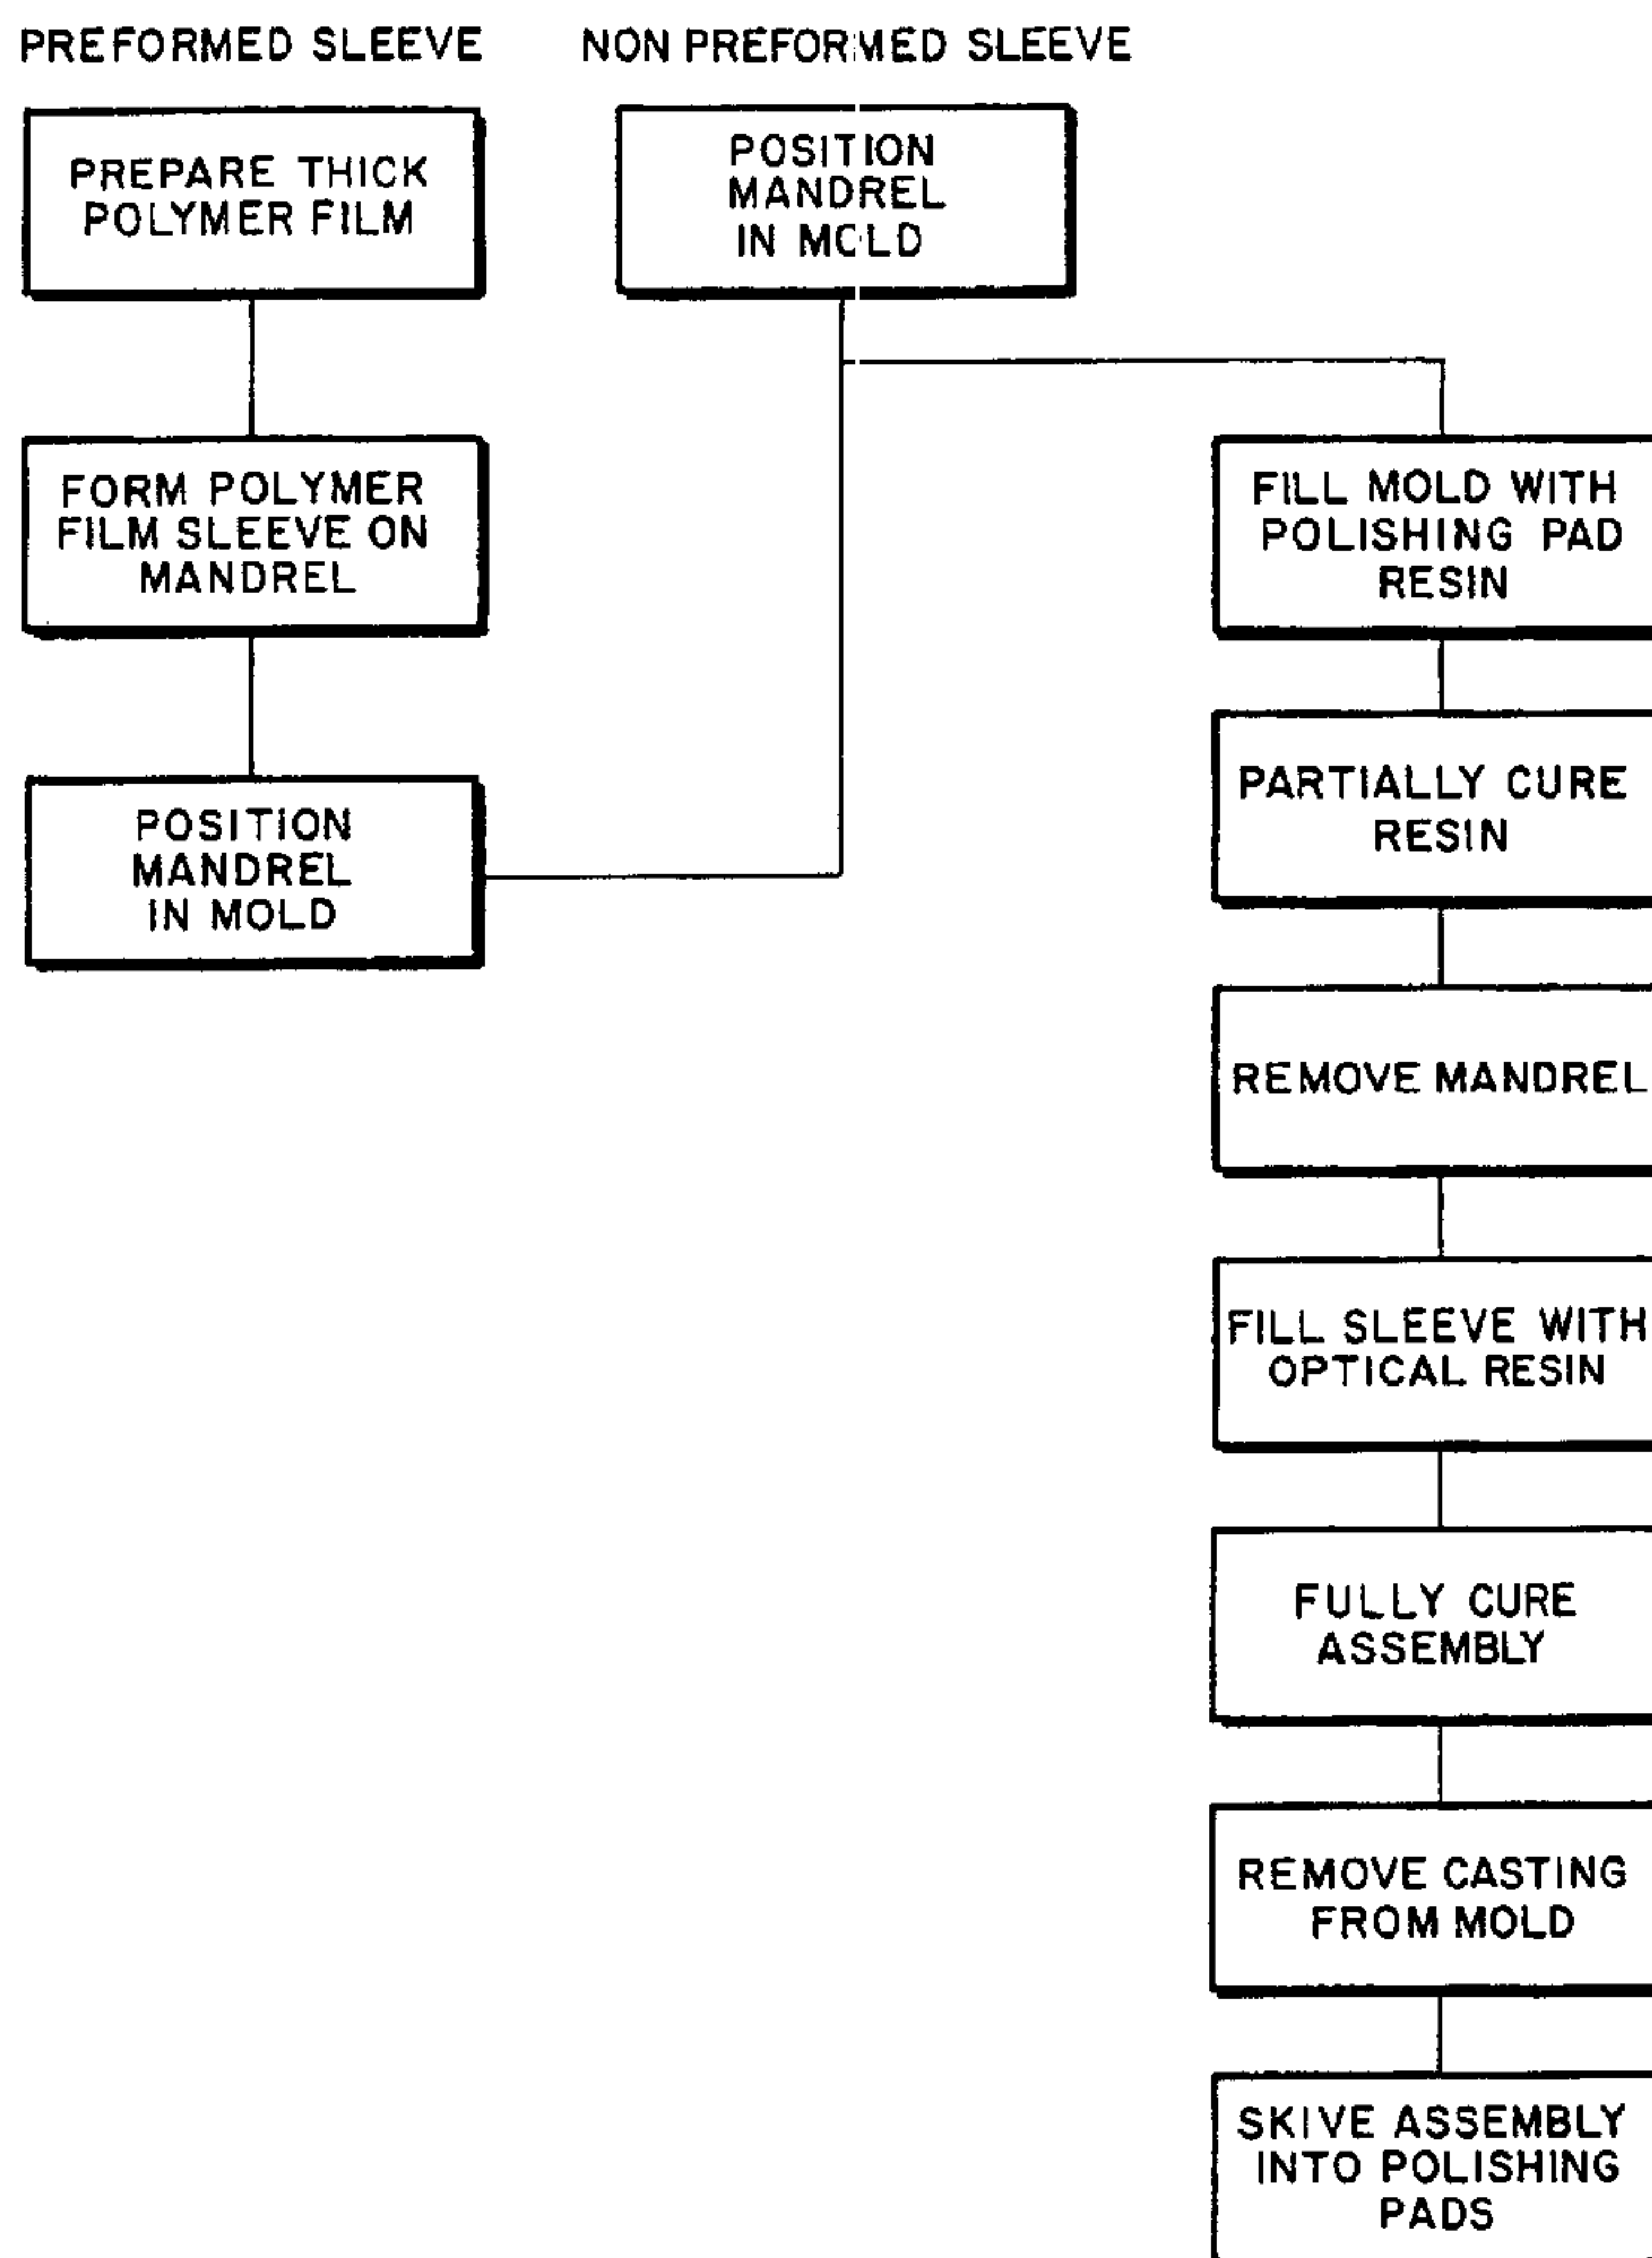 PREFORMED SLEEVE
NON PREFORMED SLEEVE
PREPARE THICK
POLYMER FILM
FORM POLYMER
FILM SLEEVE ON
MANDREL
POSITION
MANDREL
IN MOLD
POSITION
MANDREL
IN MOLD
FILL MOLD WITH
POLISHING PAD
RESIN
PARTIALLY CURE
RESIN
REMOVE MANDREL
FILL SLEEVE WITH
OPTICAL RESIN
FULLY CURE
ASSEMBLY
REMOVE CASTING
FROM MOLD
SKIVE ASSEMBLY
INTO POLISHING
PADS